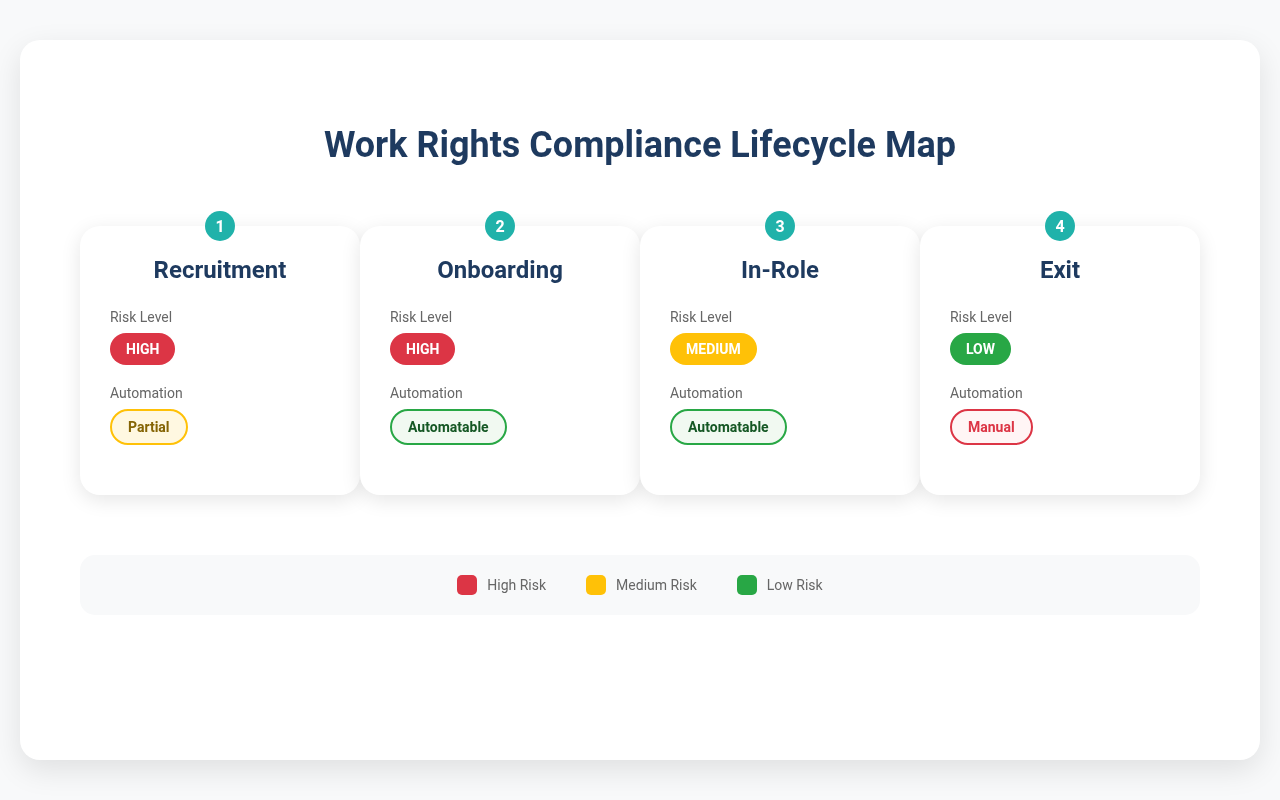 Work Rights Compliance Lifecycle Map
1
Recruitment
Risk Level
HIGH
Automation
Partial
2
Onboarding
Risk Level
HIGH
Automation
Automatable
3
In-Role
Risk Level
MEDIUM
Automation
Automatable
4
Exit
Risk Level
LOW
Automation
Manual
High Risk
Medium Risk
Low Risk